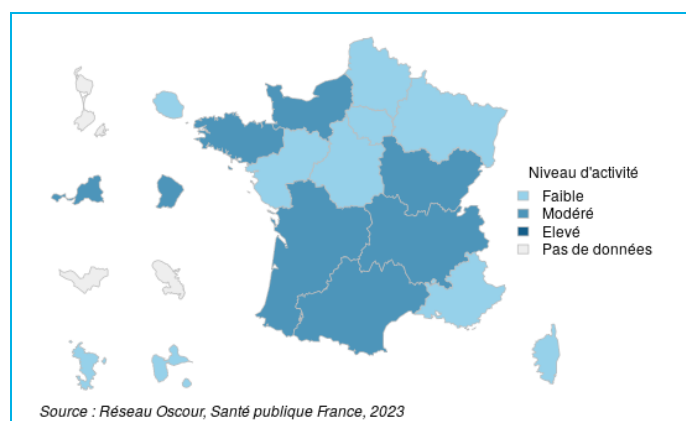 Niveau d'activité
Faible
Modéré
Elevé
Pas de données
Source : Réseau Oscour, Santé publique France, 2023